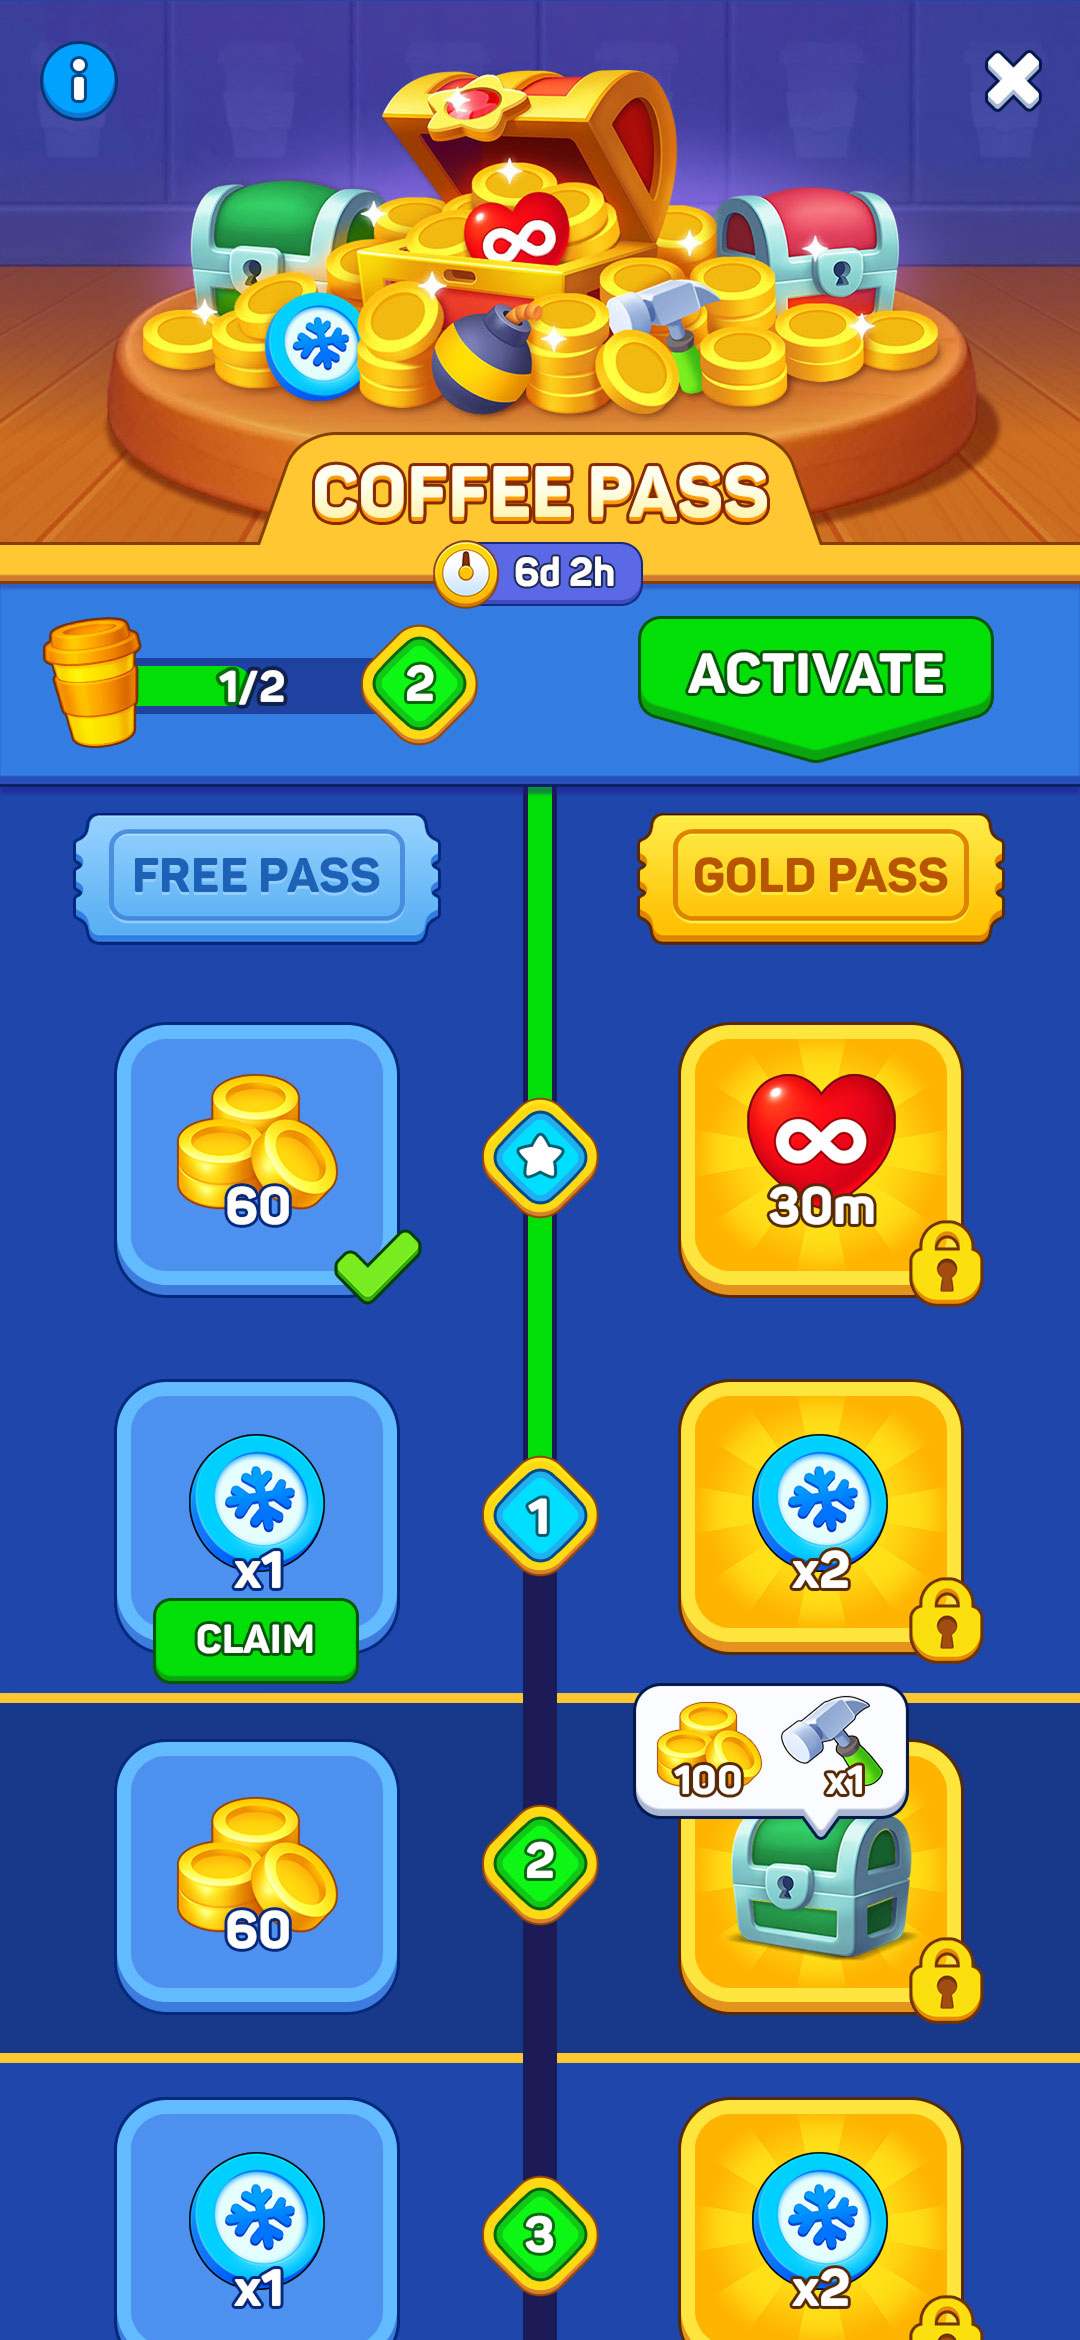 COFFEE PASS
6d 2h
1/2
2
ACTIVATE
FREE PASS
GOLD PASS
60
30m
x1
1
x2
CLAIM
100
x1
60
2
x1
3
x2